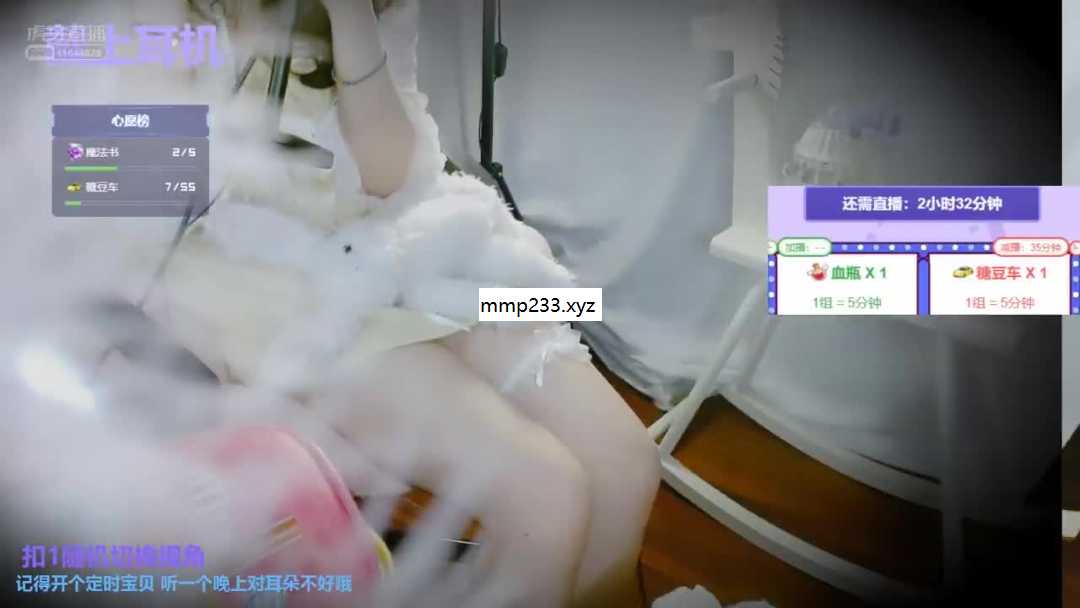 虎牙直播
戴上耳机
心愿榜
魔法书 2/5
糖豆车 7/55
还需直播：2小时32分钟
加播：--
减播：35分钟
血瓶 X 1
糖豆车 X 1
1组 = 5分钟
1组 = 5分钟
mmp233.xyz
扣1随机切换视角
记得开个定时宝贝 听一个晚上对耳朵不好哦